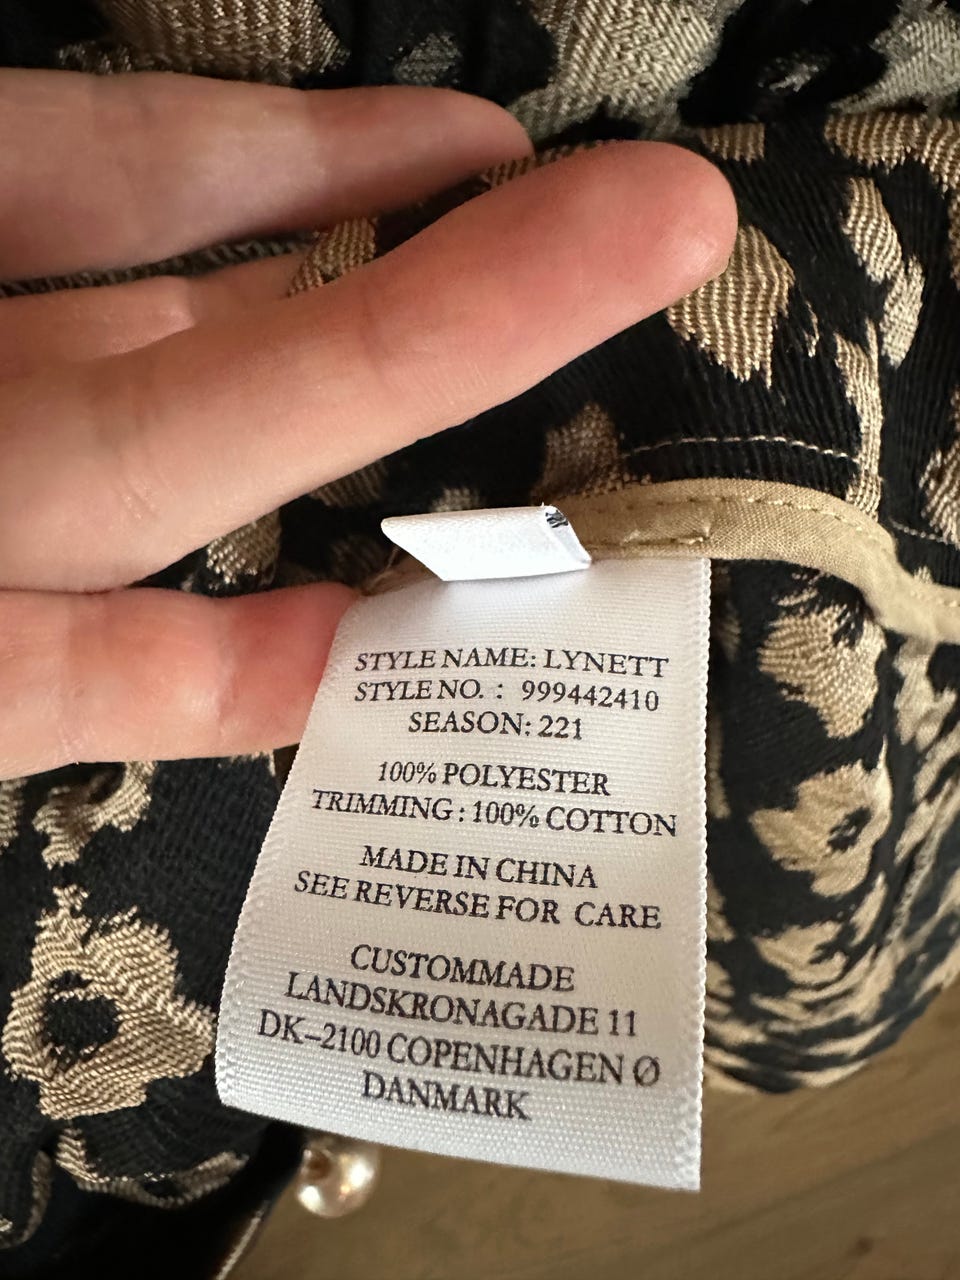 STYLE NAME: LYNETT
STYLE NO. : 999442410
SEASON: 221
100% POLYESTER
TRIMMING : 100% COTTON
MADE IN CHINA
SEE REVERSE FOR CARE
CUSTOMMADE
LANDSKRONAGADE 11
DK-2100 COPENHAGEN Ø
DANMARK